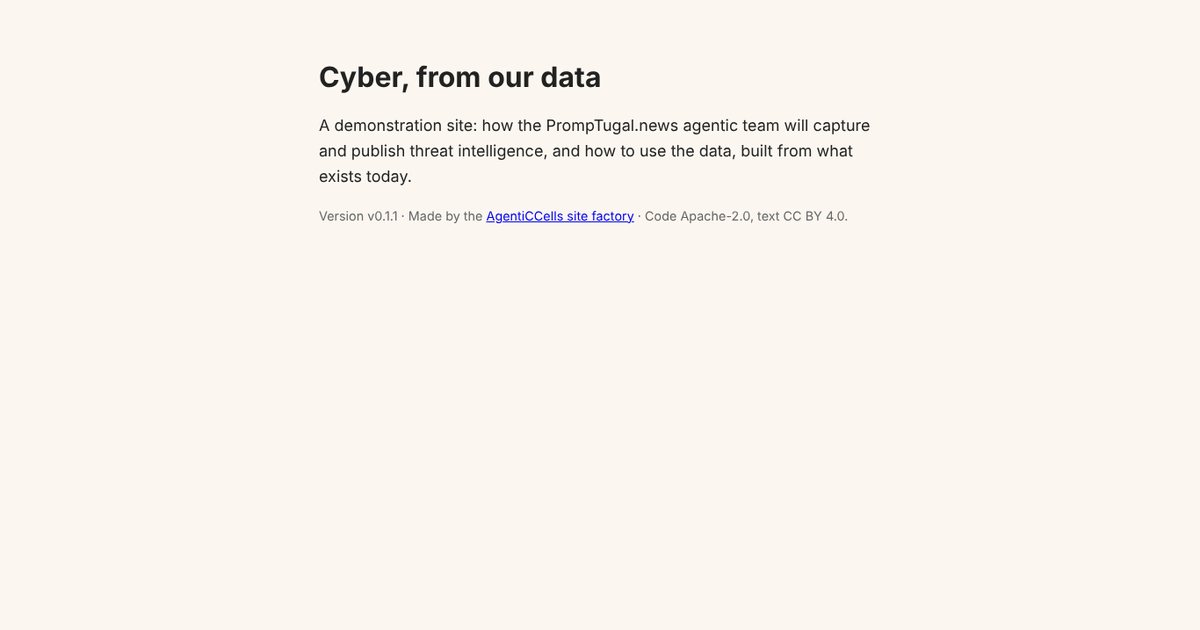 Cyber, from our data
A demonstration site: how the PrompTugal.news agentic team will capture
and publish threat intelligence, and how to use the data, built from what
exists today.
Version v0.1.1 · Made by the AgentiCCells site factory · Code Apache-2.0, text CC BY 4.0.